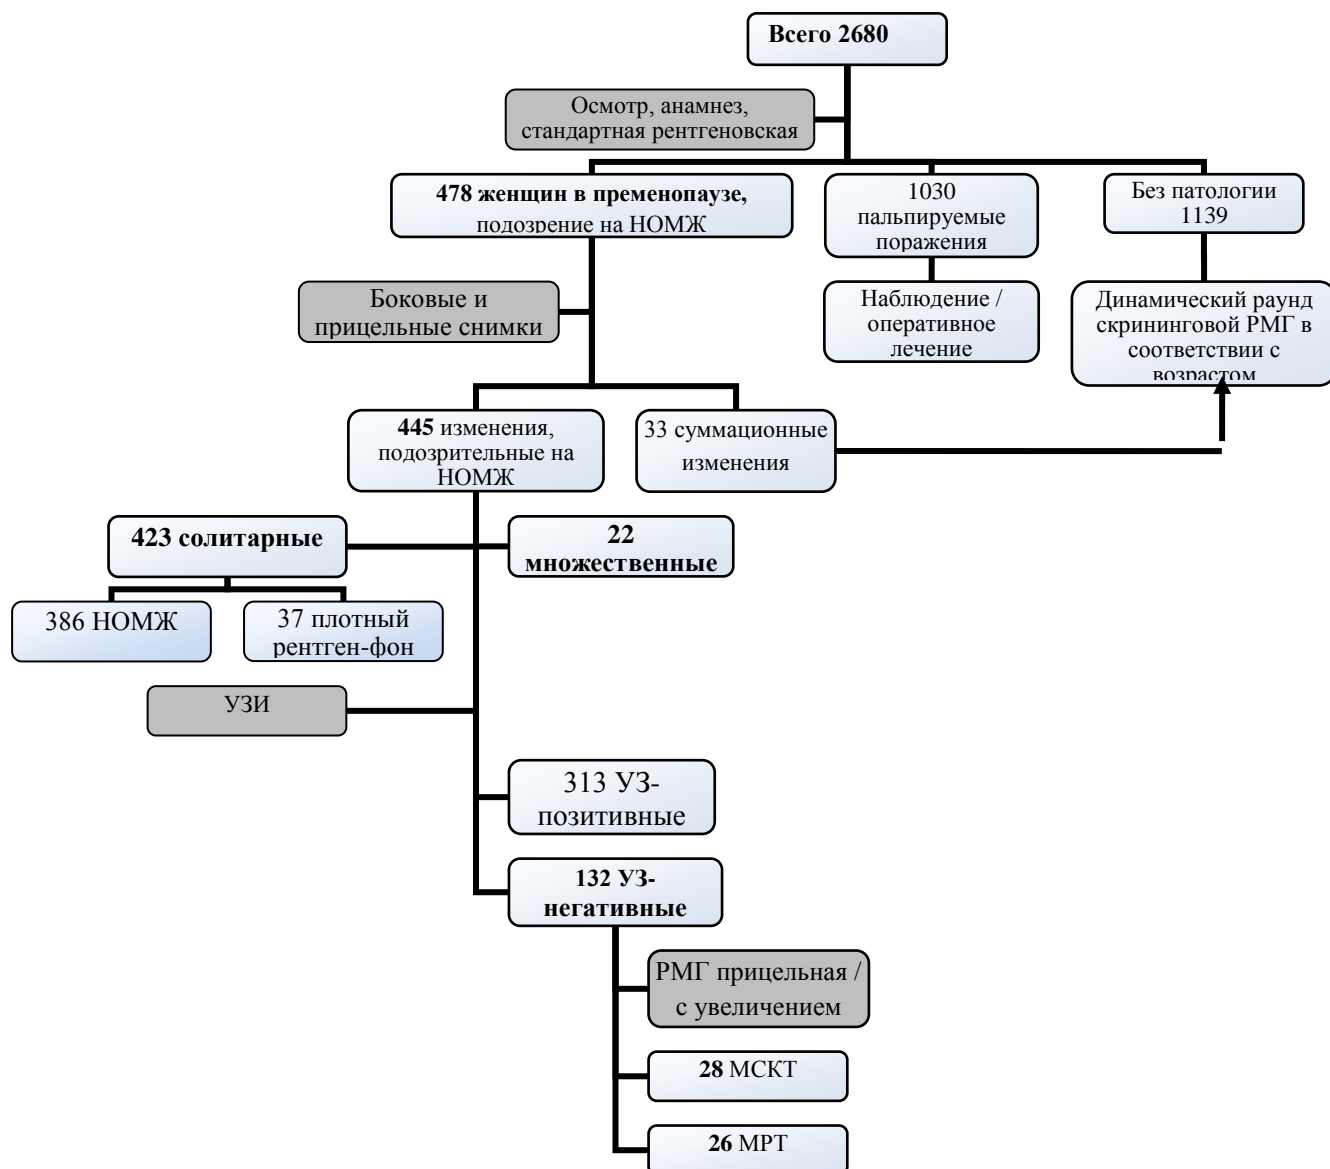 Всего 2680
Осмотр, анамнез,
стандартная рентгеновская
478 женщин в пременопаузе,
подозрение на НОМЖ
1030
пальпируемые
поражения
Без патологии
1139
Боковые и
прицельные снимки
Наблюдение /
оперативное
лечение
Динамический раунд
скрининговой РМГ в
соответствии с
возрастом
445 изменения,
подозрительные на
НОМЖ
33 суммационные
изменения
423 солитарные
22
множественные
386 НОМЖ
37 плотный
рентген-фон
УЗИ
313 УЗ-
позитивные
132 УЗ-
негативные
РМГ прицельная /
с увеличением
28 МСКТ
26 МРТ